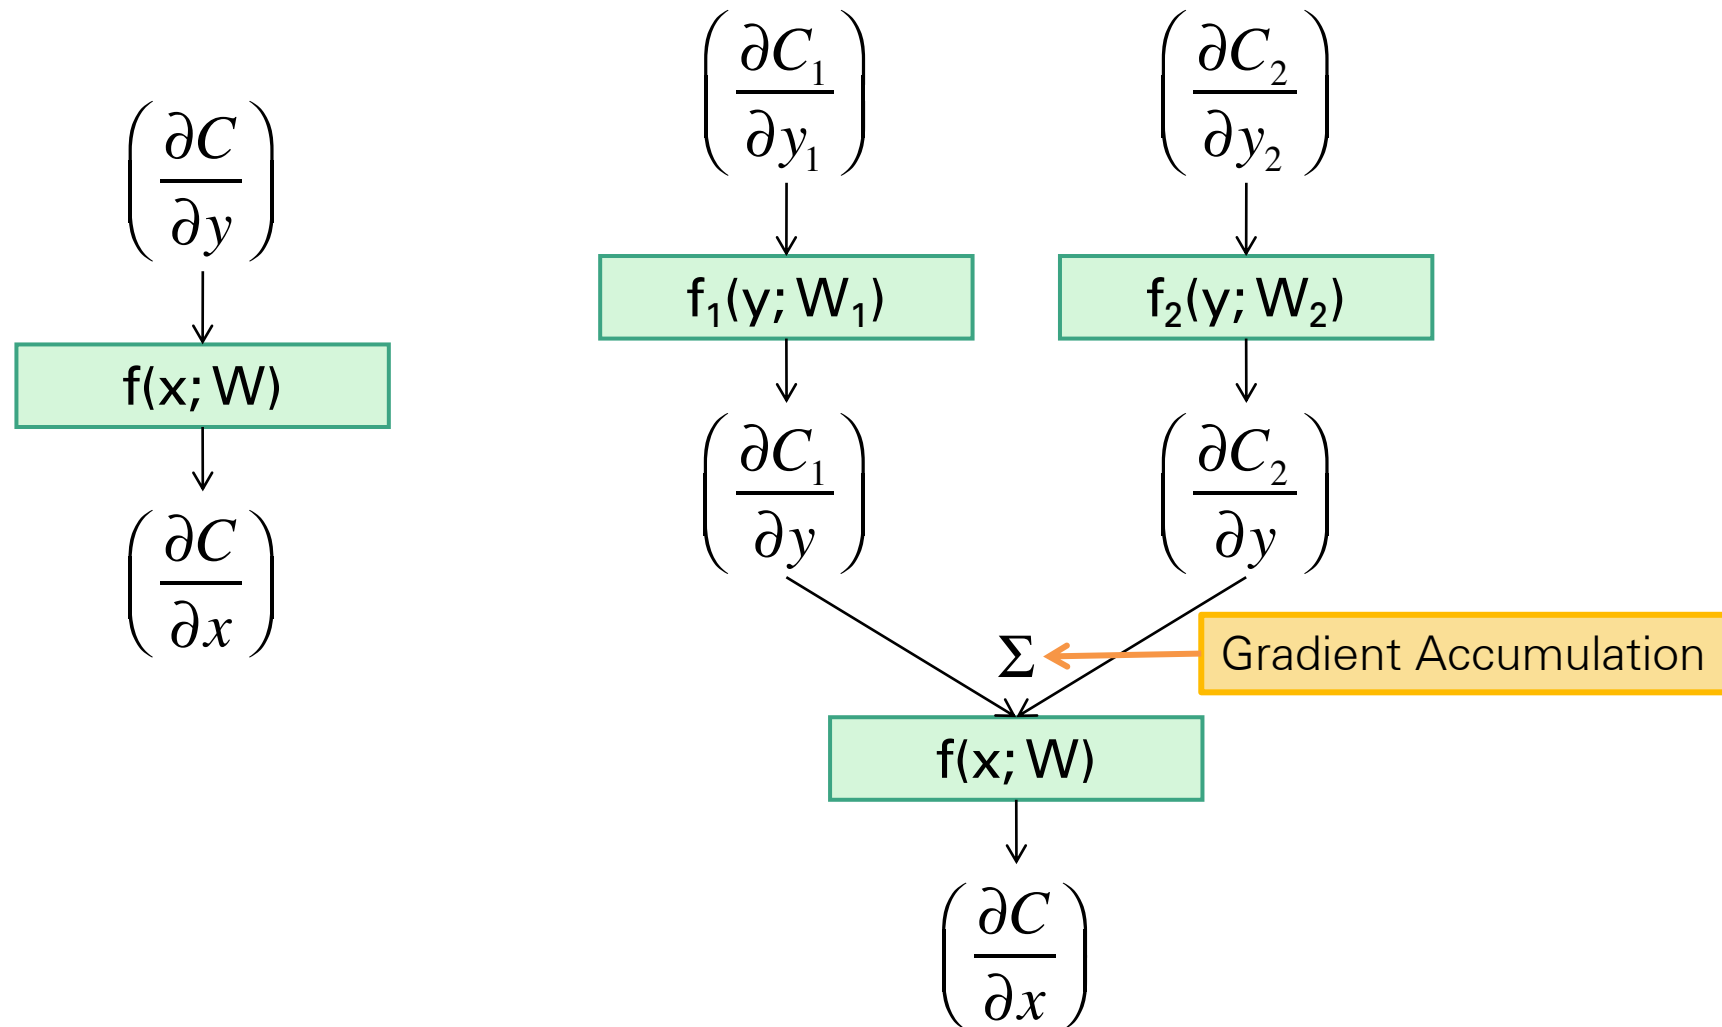 (∂C/∂y)
f(x; W)
(∂C/∂x)
(∂C₁/∂y₁)
f₁(y; W₁)
(∂C₁/∂y)
(∂C₂/∂y₂)
f₂(y; W₂)
(∂C₂/∂y)
Σ
Gradient Accumulation
f(x; W)
(∂C/∂x)